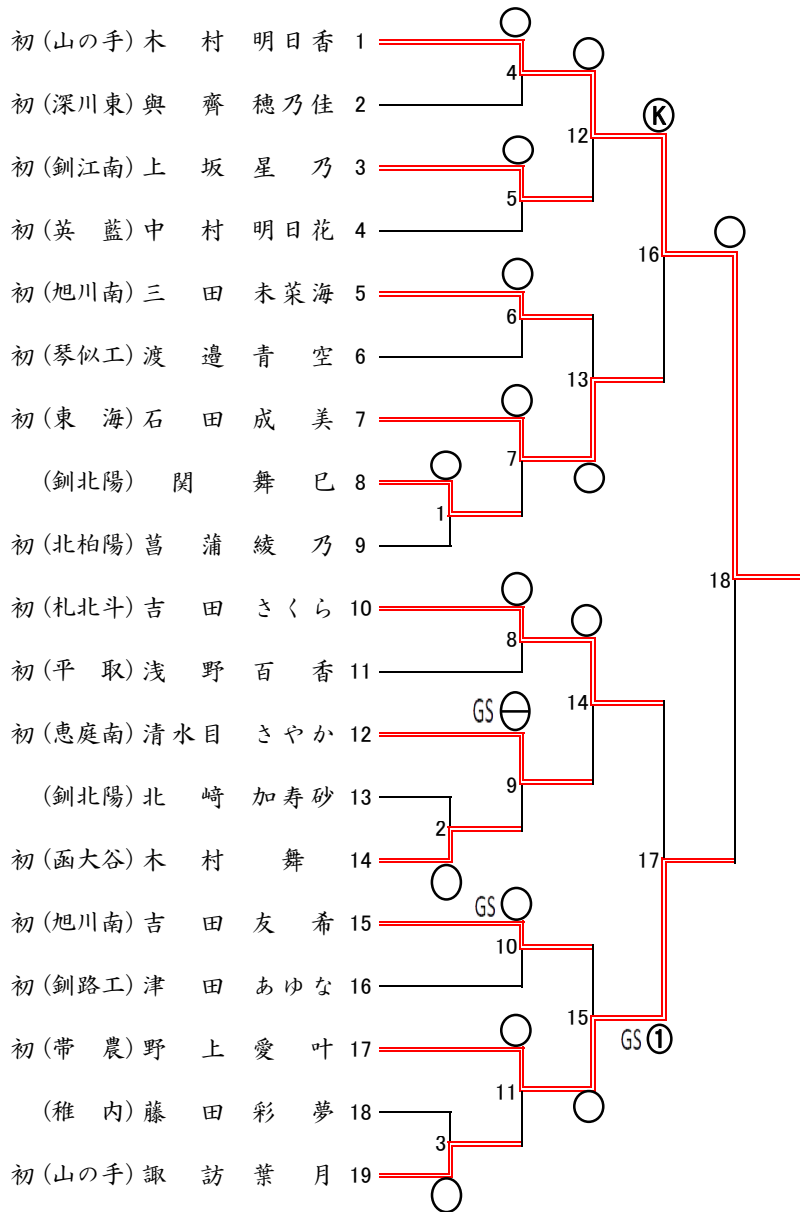 初(山の手)木 村 明日香 1
4
初(深川東)與 齊 穂乃佳 2
K
12
初(釧江南)上 坂 星 乃 3
5
初(英 藍)中 村 明日花 4
16
初(旭川南)三 田 未菜海 5
6
初(琴似工)渡 邉 青 空 6
13
初(東 海)石 田 成 美 7
7
(釧北陽) 関 舞 巳 8
1
初(北柏陽)菖 蒲 綾 乃 9
18
初(札北斗)吉 田 さくら 10
8
初(平 取)浅 野 百 香 11
GS
14
初(恵庭南)清水目 さやか 12
9
(釧北陽)北 﨑 加寿砂 13
2
初(函大谷)木 村 舞 14
17
GS
初(旭川南)吉 田 友 希 15
10
初(釧路工)津 田 あゆな 16
15
GS 1
初(帯 農)野 上 愛 叶 17
11
(稚 内)藤 田 彩 夢 18
3
初(山の手)諏 訪 葉 月 19